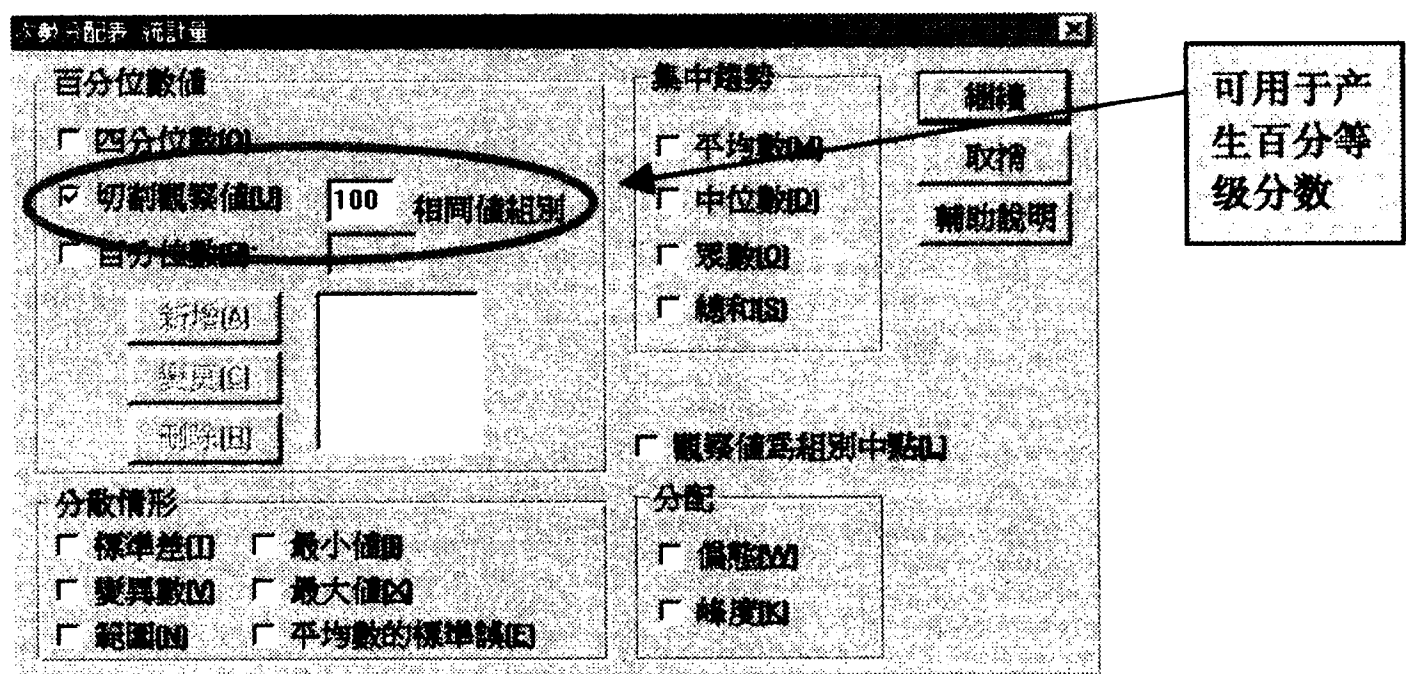 次數分配表 統計量
百分位數值
四分位數(Q)
切割觀察值(U) 100 相同值組別
百分位數(P):
新增(A)
變更(C)
刪除(R)
集中趨勢
平均數(M)
中位數(D)
眾數(O)
總和(S)
繼續
取消
輔助說明
觀察值為組別中點(L)
分散情形
標準差(T) 最小值(I)
變異數(V) 最大值(X)
範圍(N) 平均數的標準誤(E)
分配
偏態(W)
峰度(K)
可用于产
生百分等
级分数